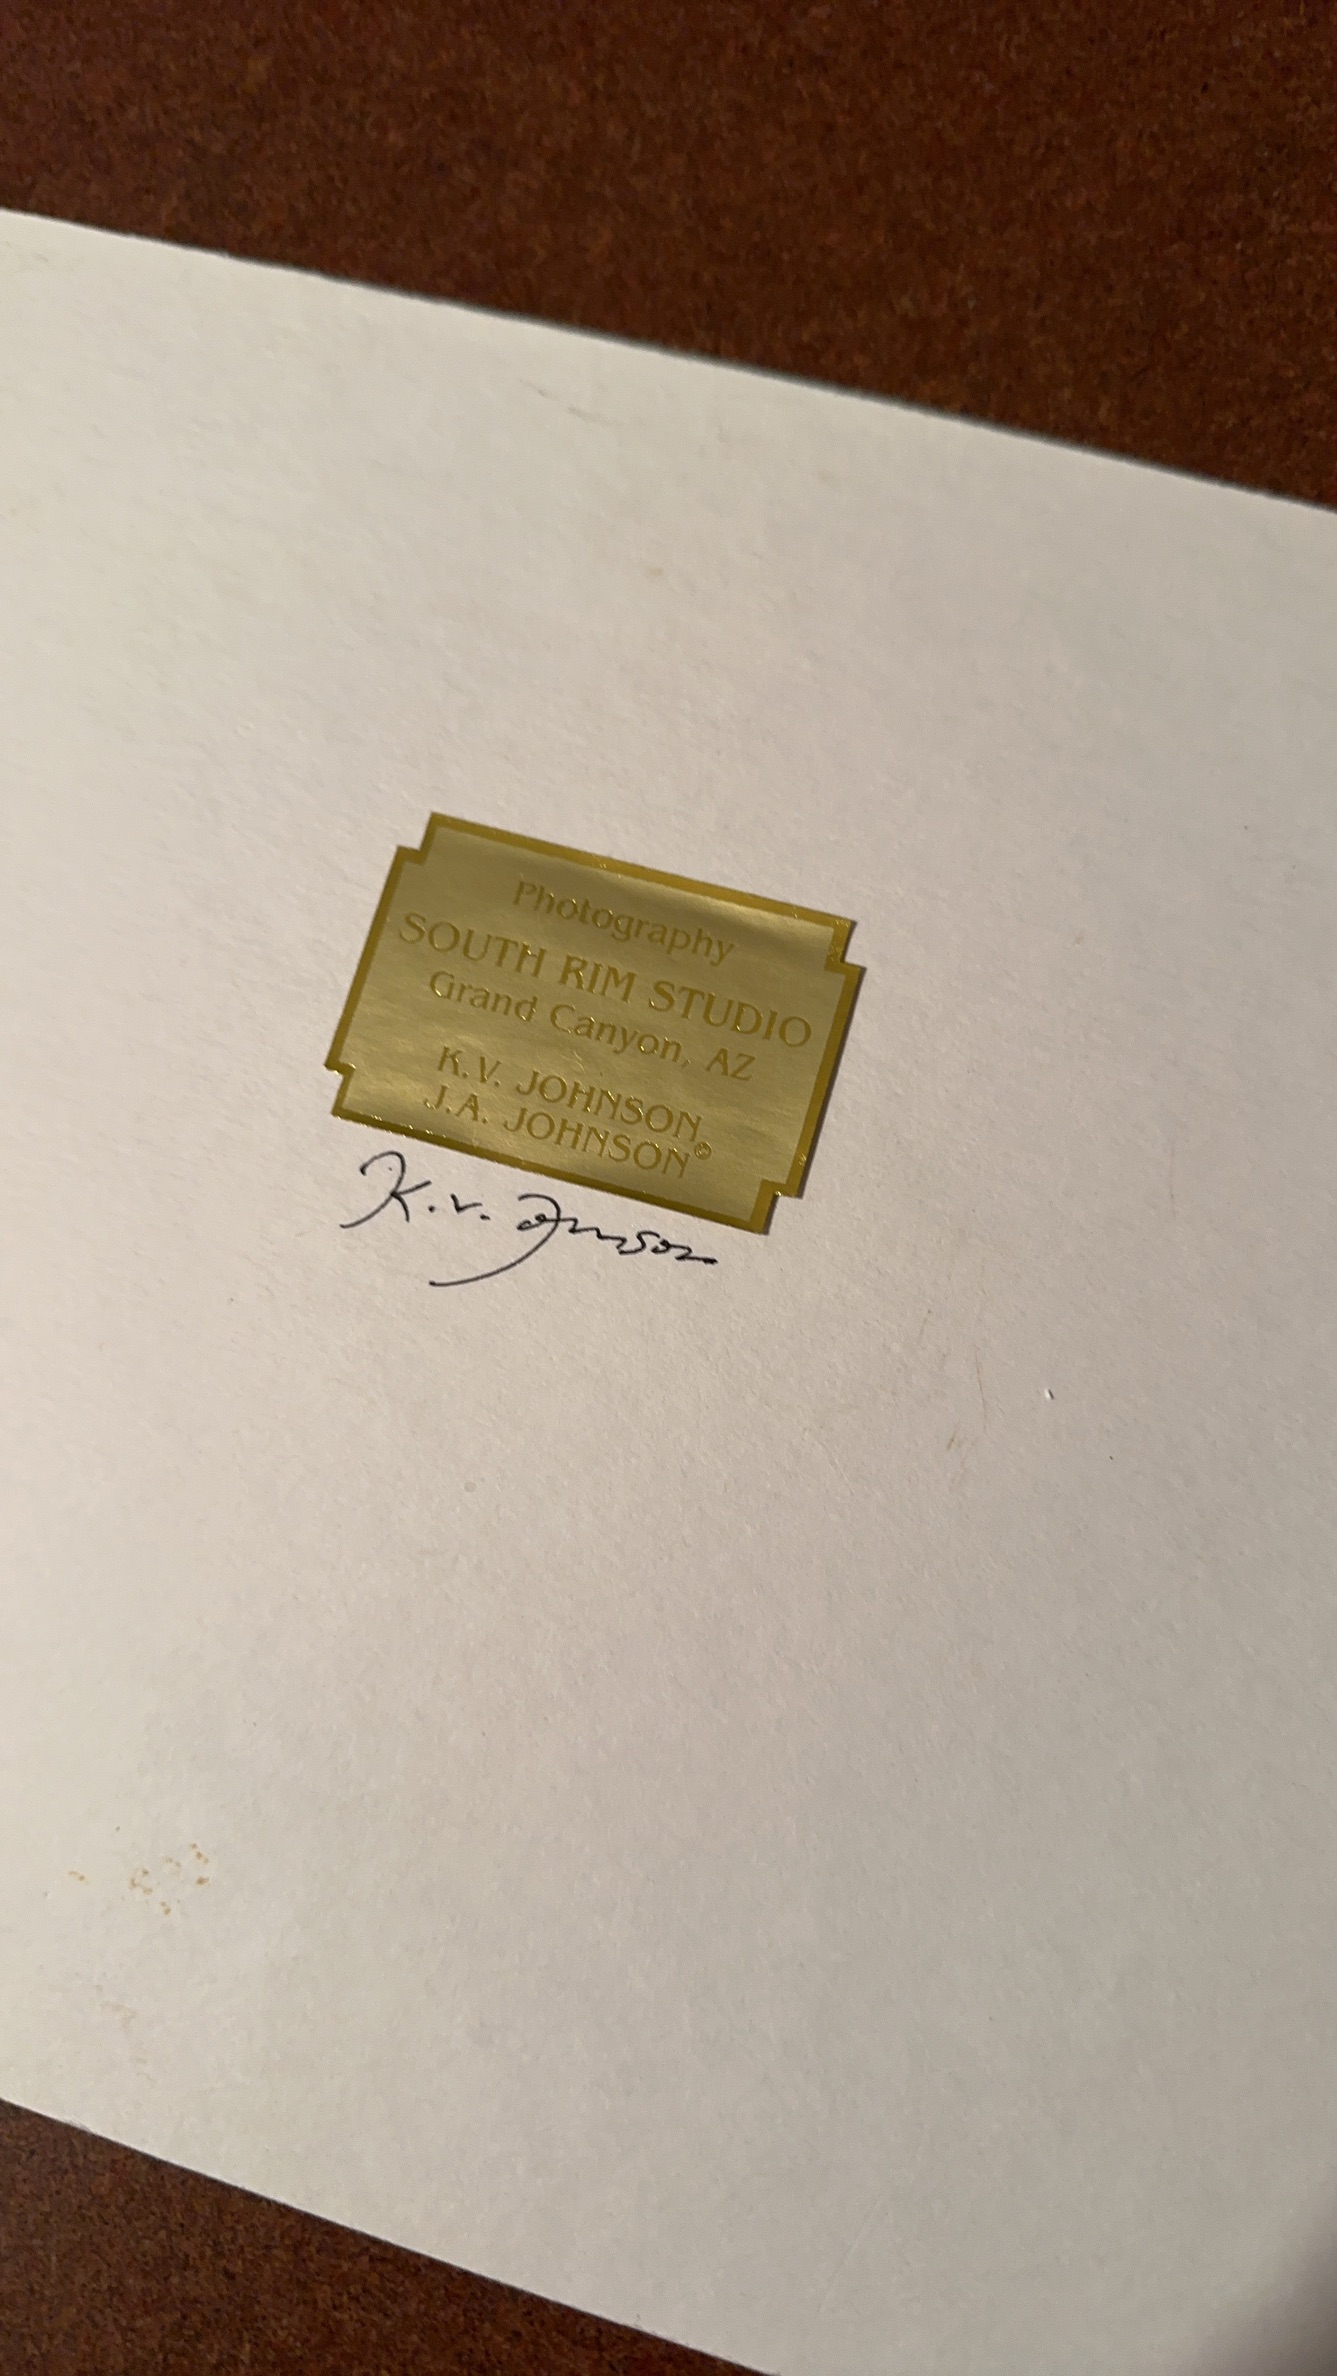 Photography
SOUTH RIM STUDIO
Grand Canyon, AZ
K.V. JOHNSON
J.A. JOHNSON©
K.V. Johnson